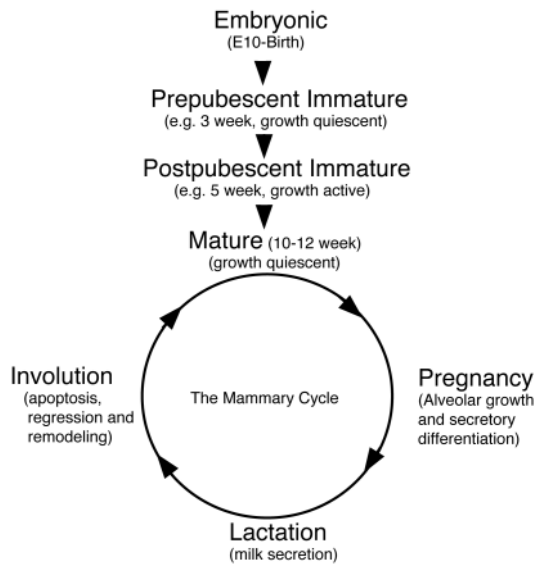 Embryonic
(E10-Birth)
Prepubescent Immature
(e.g. 3 week, growth quiescent)
Postpubescent Immature
(e.g. 5 week, growth active)
Mature (10-12 week)
(growth quiescent)
Involution
(apoptosis,
regression and
remodeling)
The Mammary Cycle
Pregnancy
(Alveolar growth
and secretory
differentiation)
Lactation
(milk secretion)